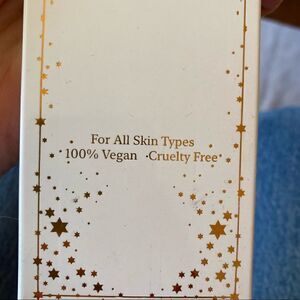 For All Skin Types
100% Vegan · Cruelty Free